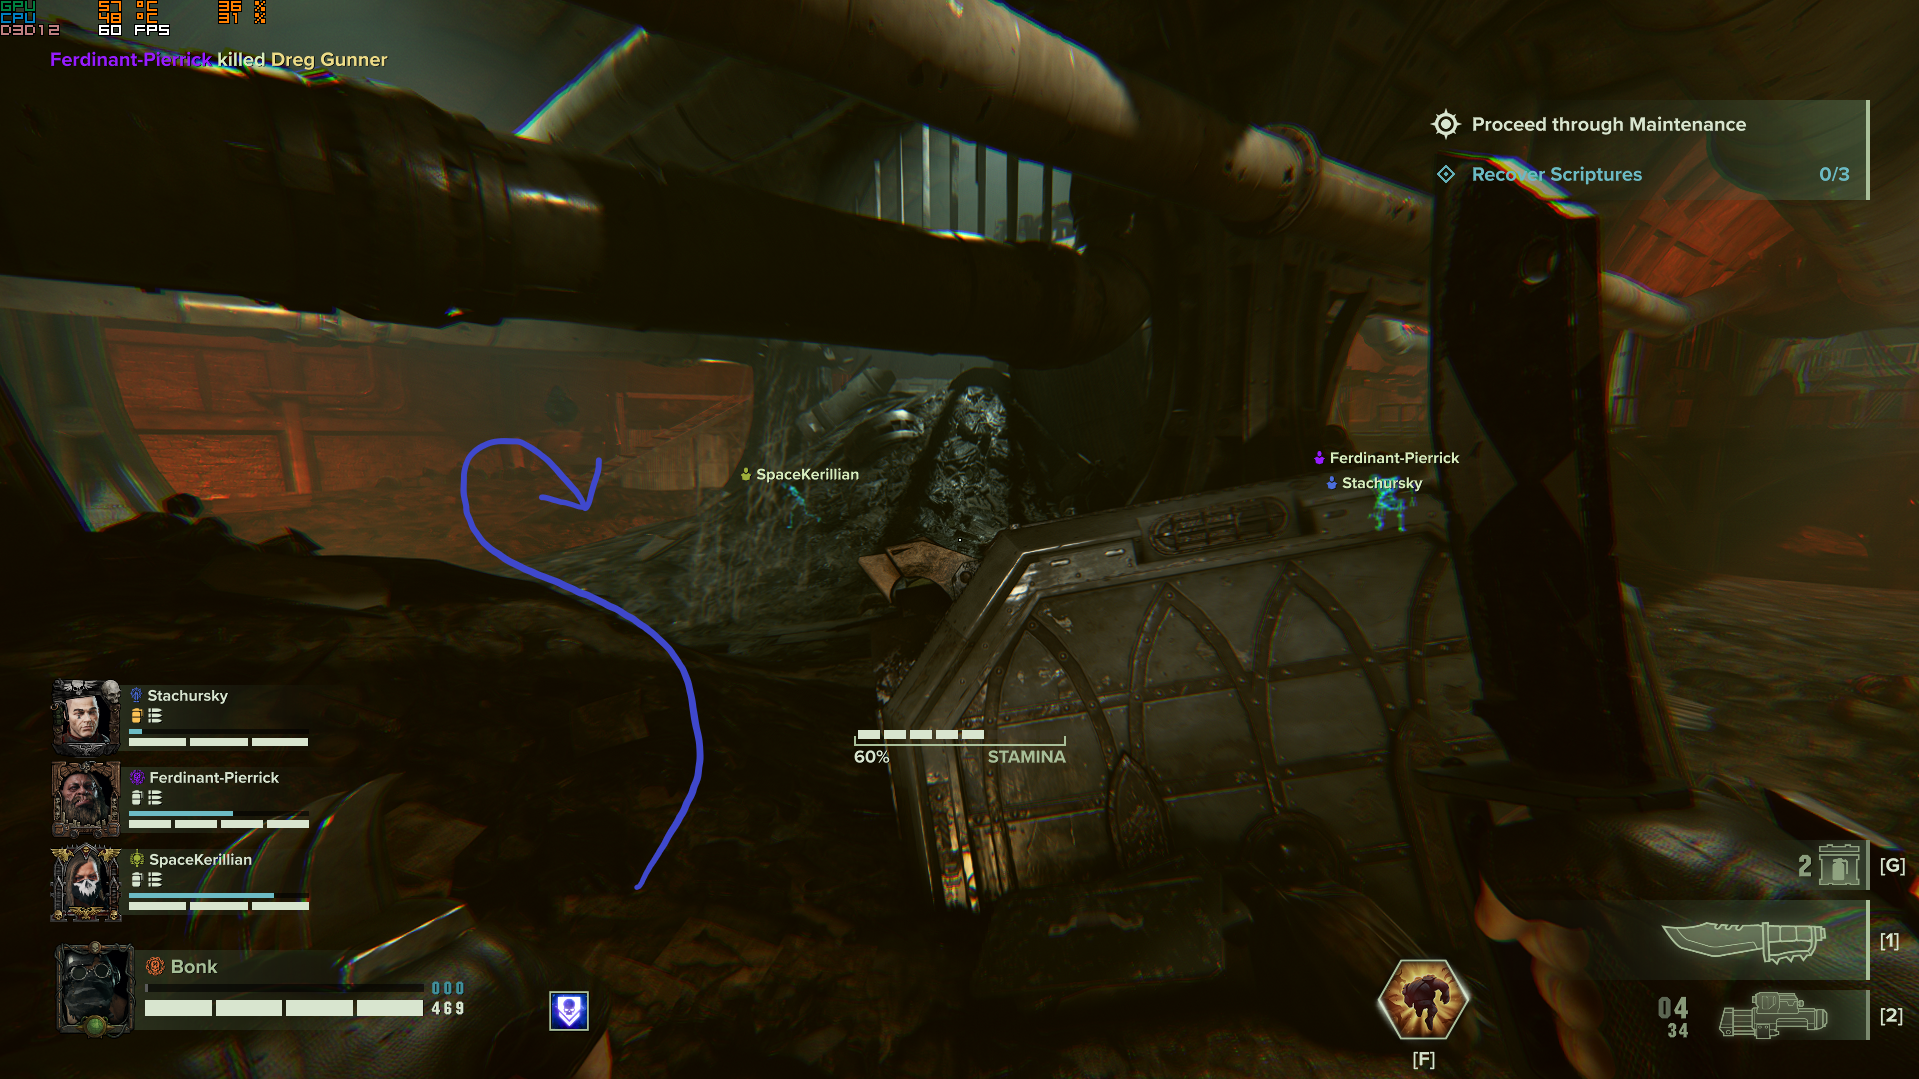 GPU 57 °C 36 %
CPU 48 °C 31 %
D3D12 60 FPS
Ferdinant-Pierrick killed Dreg Gunner
Proceed through Maintenance
Recover Scriptures 0/3
SpaceKerillian
Ferdinant-Pierrick
Stachursky
Stachursky
60% STAMINA
Ferdinant-Pierrick
SpaceKerillian
2 [G]
[1]
Bonk
000
469
04
34
[2]
[F]